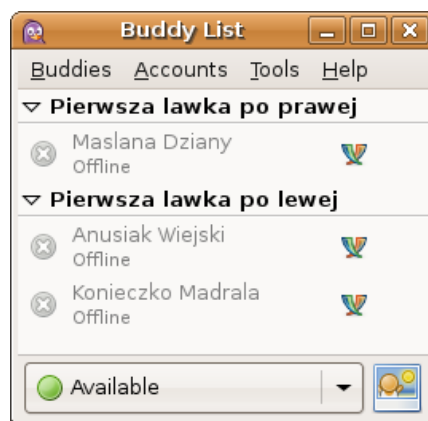 Buddy List
Buddies Accounts Tools Help
Pierwsza lawka po prawej
Maslana Dziany
Offline
Pierwsza lawka po lewej
Anusiak Wiejski
Offline
Konieczko Madrala
Offline
Available